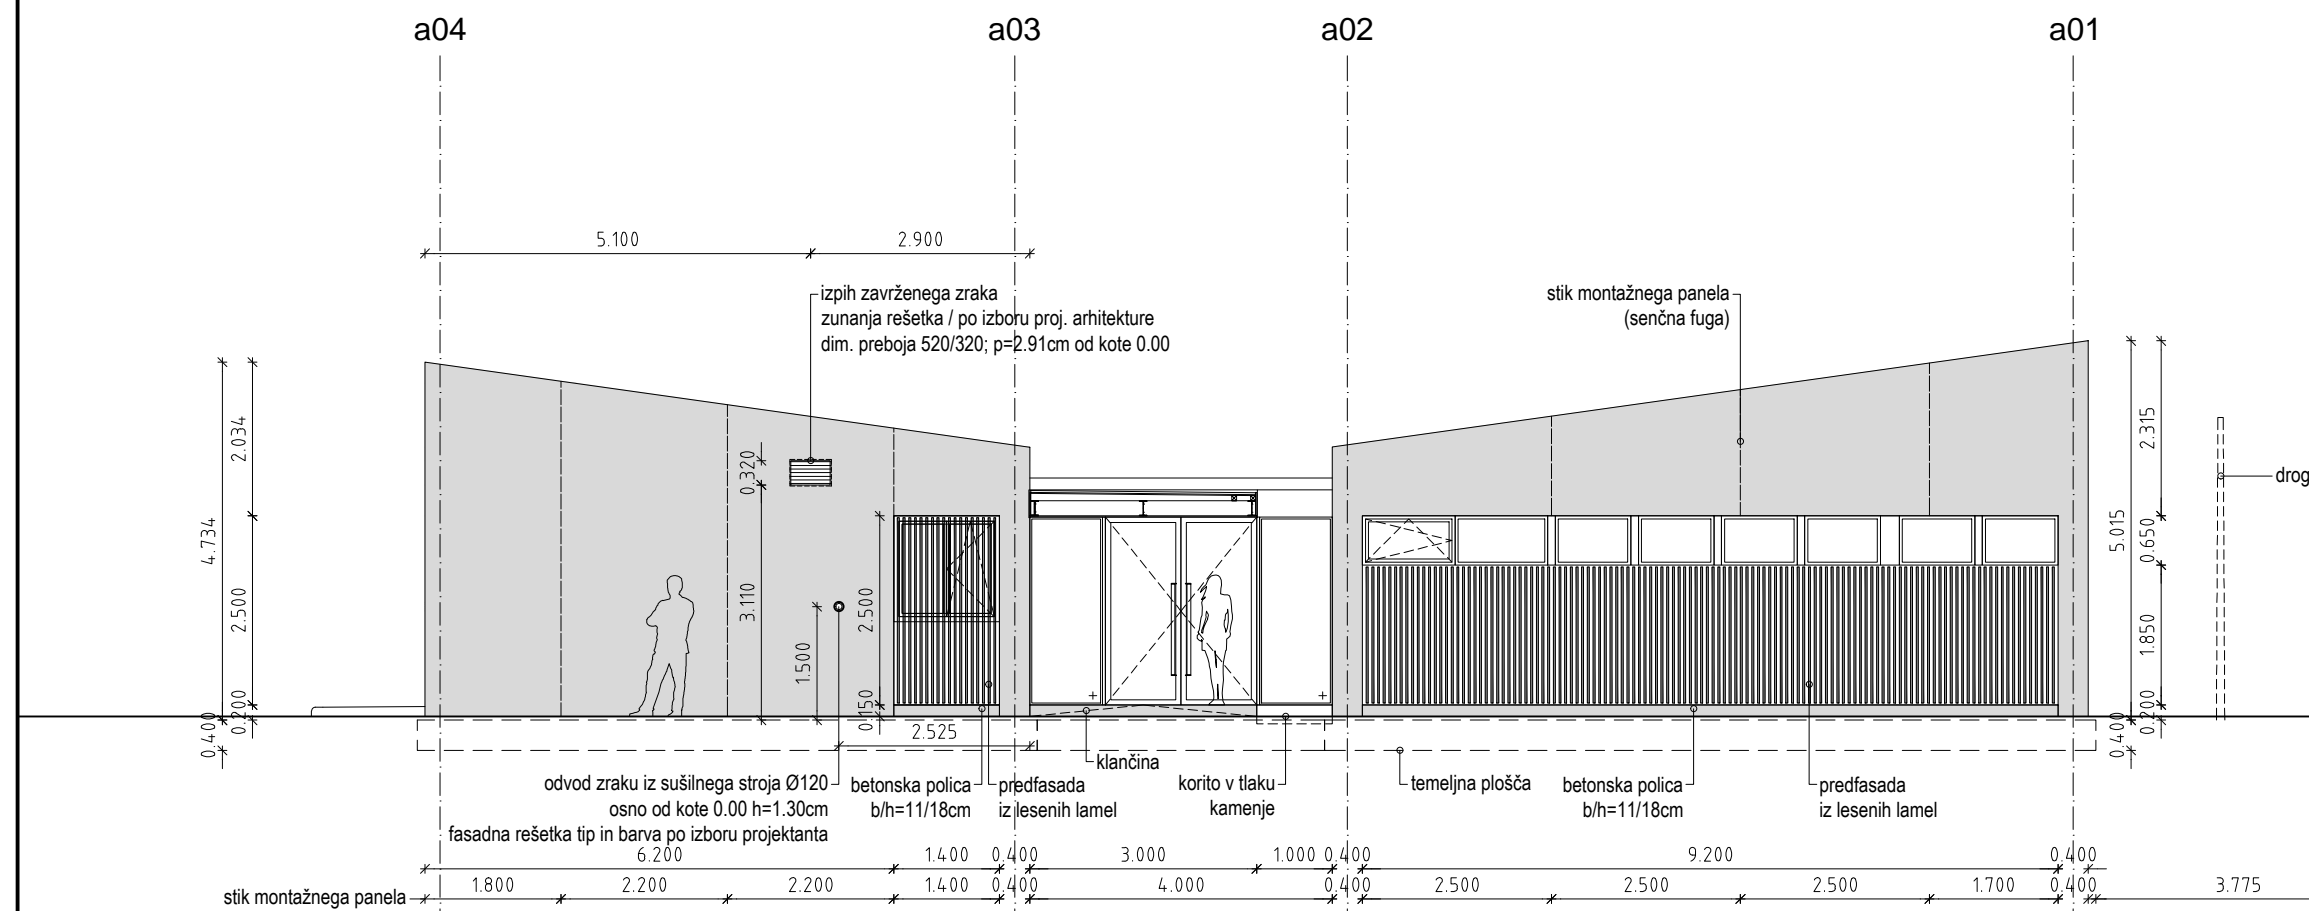 a04
a03
a02
a01
5.100
2.900
izpih zavrženega zraka
zunanja rešetka / po izboru proj. arhitekture
dim. preboja 520/320; p=2.91cm od kote 0.00
stik montažnega panela
(senčna fuga)
4.734
0.400
2.034
2.500
0.200
0.320
3.110
1.500
2.500
0.150
2.525
5.015
0.400
2.315
0.650
1.850
0.200
drog
odvod zraku iz sušilnega stroja Ø120
osno od kote 0.00 h=1.30cm
fasadna rešetka tip in barva po izboru projektanta
betonska polica
b/h=11/18cm
predfasada
iz lesenih lamel
klančina
korito v tlaku
kamenje
temeljna plošča
betonska polica
b/h=11/18cm
predfasada
iz lesenih lamel
6.200
1.400
0.400
3.000
1.000
0.400
9.200
0.400
stik montažnega panela
1.800
2.200
2.200
1.400
0.400
4.000
0.400
2.500
2.500
2.500
1.700
0.400
3.775